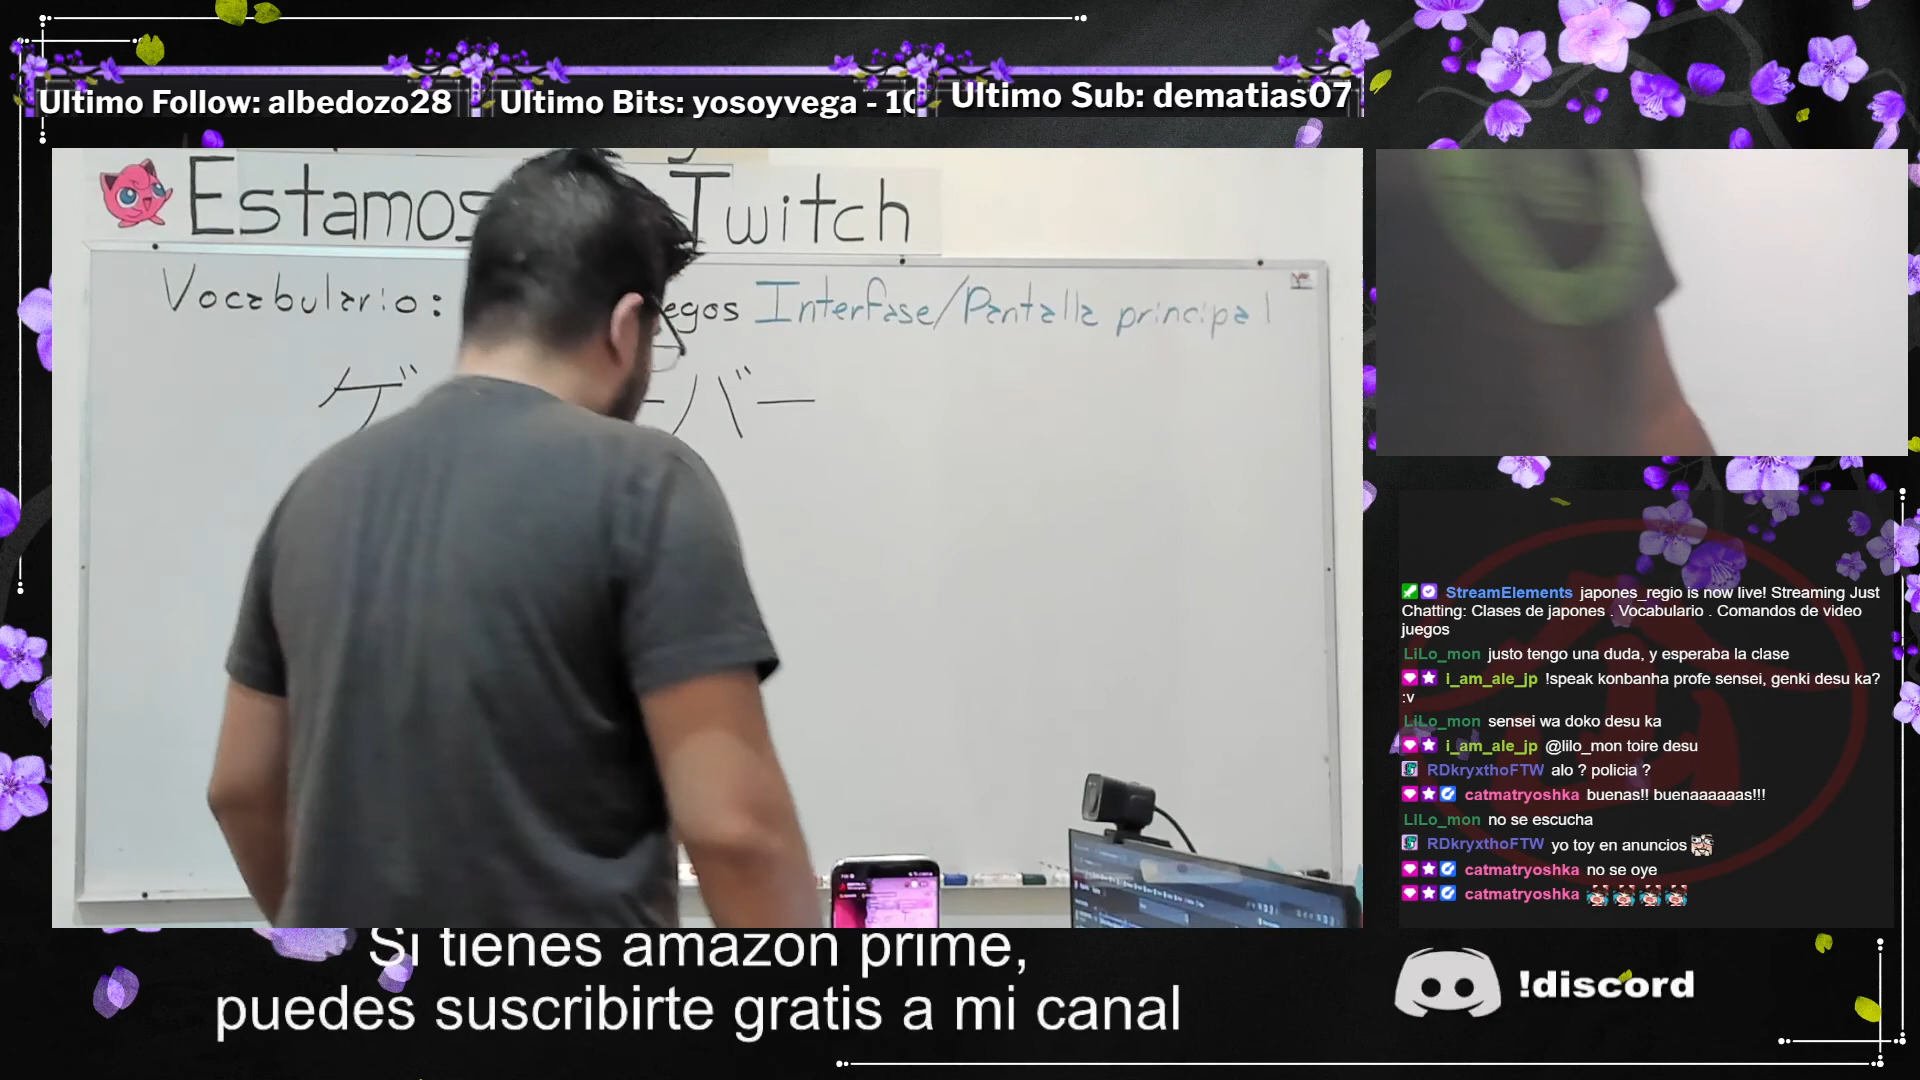 Ultimo Follow: albedozo28
Ultimo Bits: yosoyvega - 10
Ultimo Sub: dematias07
Estamos Twitch
Vocabulario: egos Interfase/Pantalla principal
ゲ ーバー
StreamElements japones_regio is now live! Streaming Just
Chatting: Clases de japones . Vocabulario . Comandos de video
juegos
LiLo_mon justo tengo una duda, y esperaba la clase
i_am_ale_jp !speak konbanha profe sensei, genki desu ka?
:v
LiLo_mon sensei wa doko desu ka
i_am_ale_jp @lilo_mon toire desu
RDkryxthoFTW alo ? policia ?
catmatryoshka buenas!! buenaaaaaas!!!
LiLo_mon no se escucha
RDkryxthoFTW yo toy en anuncios
catmatryoshka no se oye
catmatryoshka
Si tienes amazon prime,
puedes suscribirte gratis a mi canal
!discord